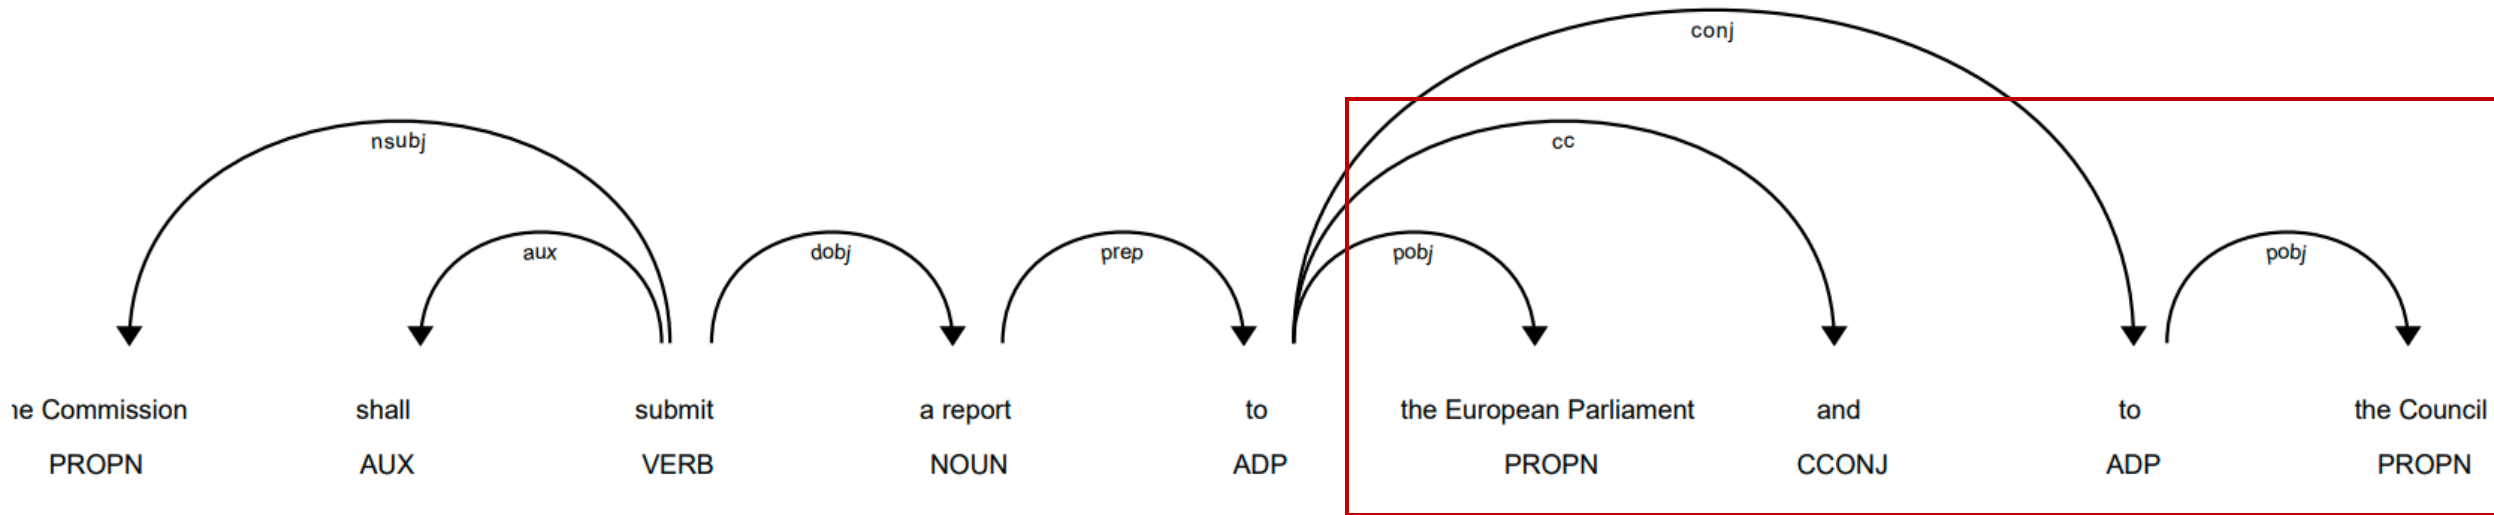 conj
nsubj cc
aux dobj prep pobj pobj
he Commission shall submit a report to the European Parliament and to the Council
PROPN AUX VERB NOUN ADP PROPN CCONJ ADP PROPN